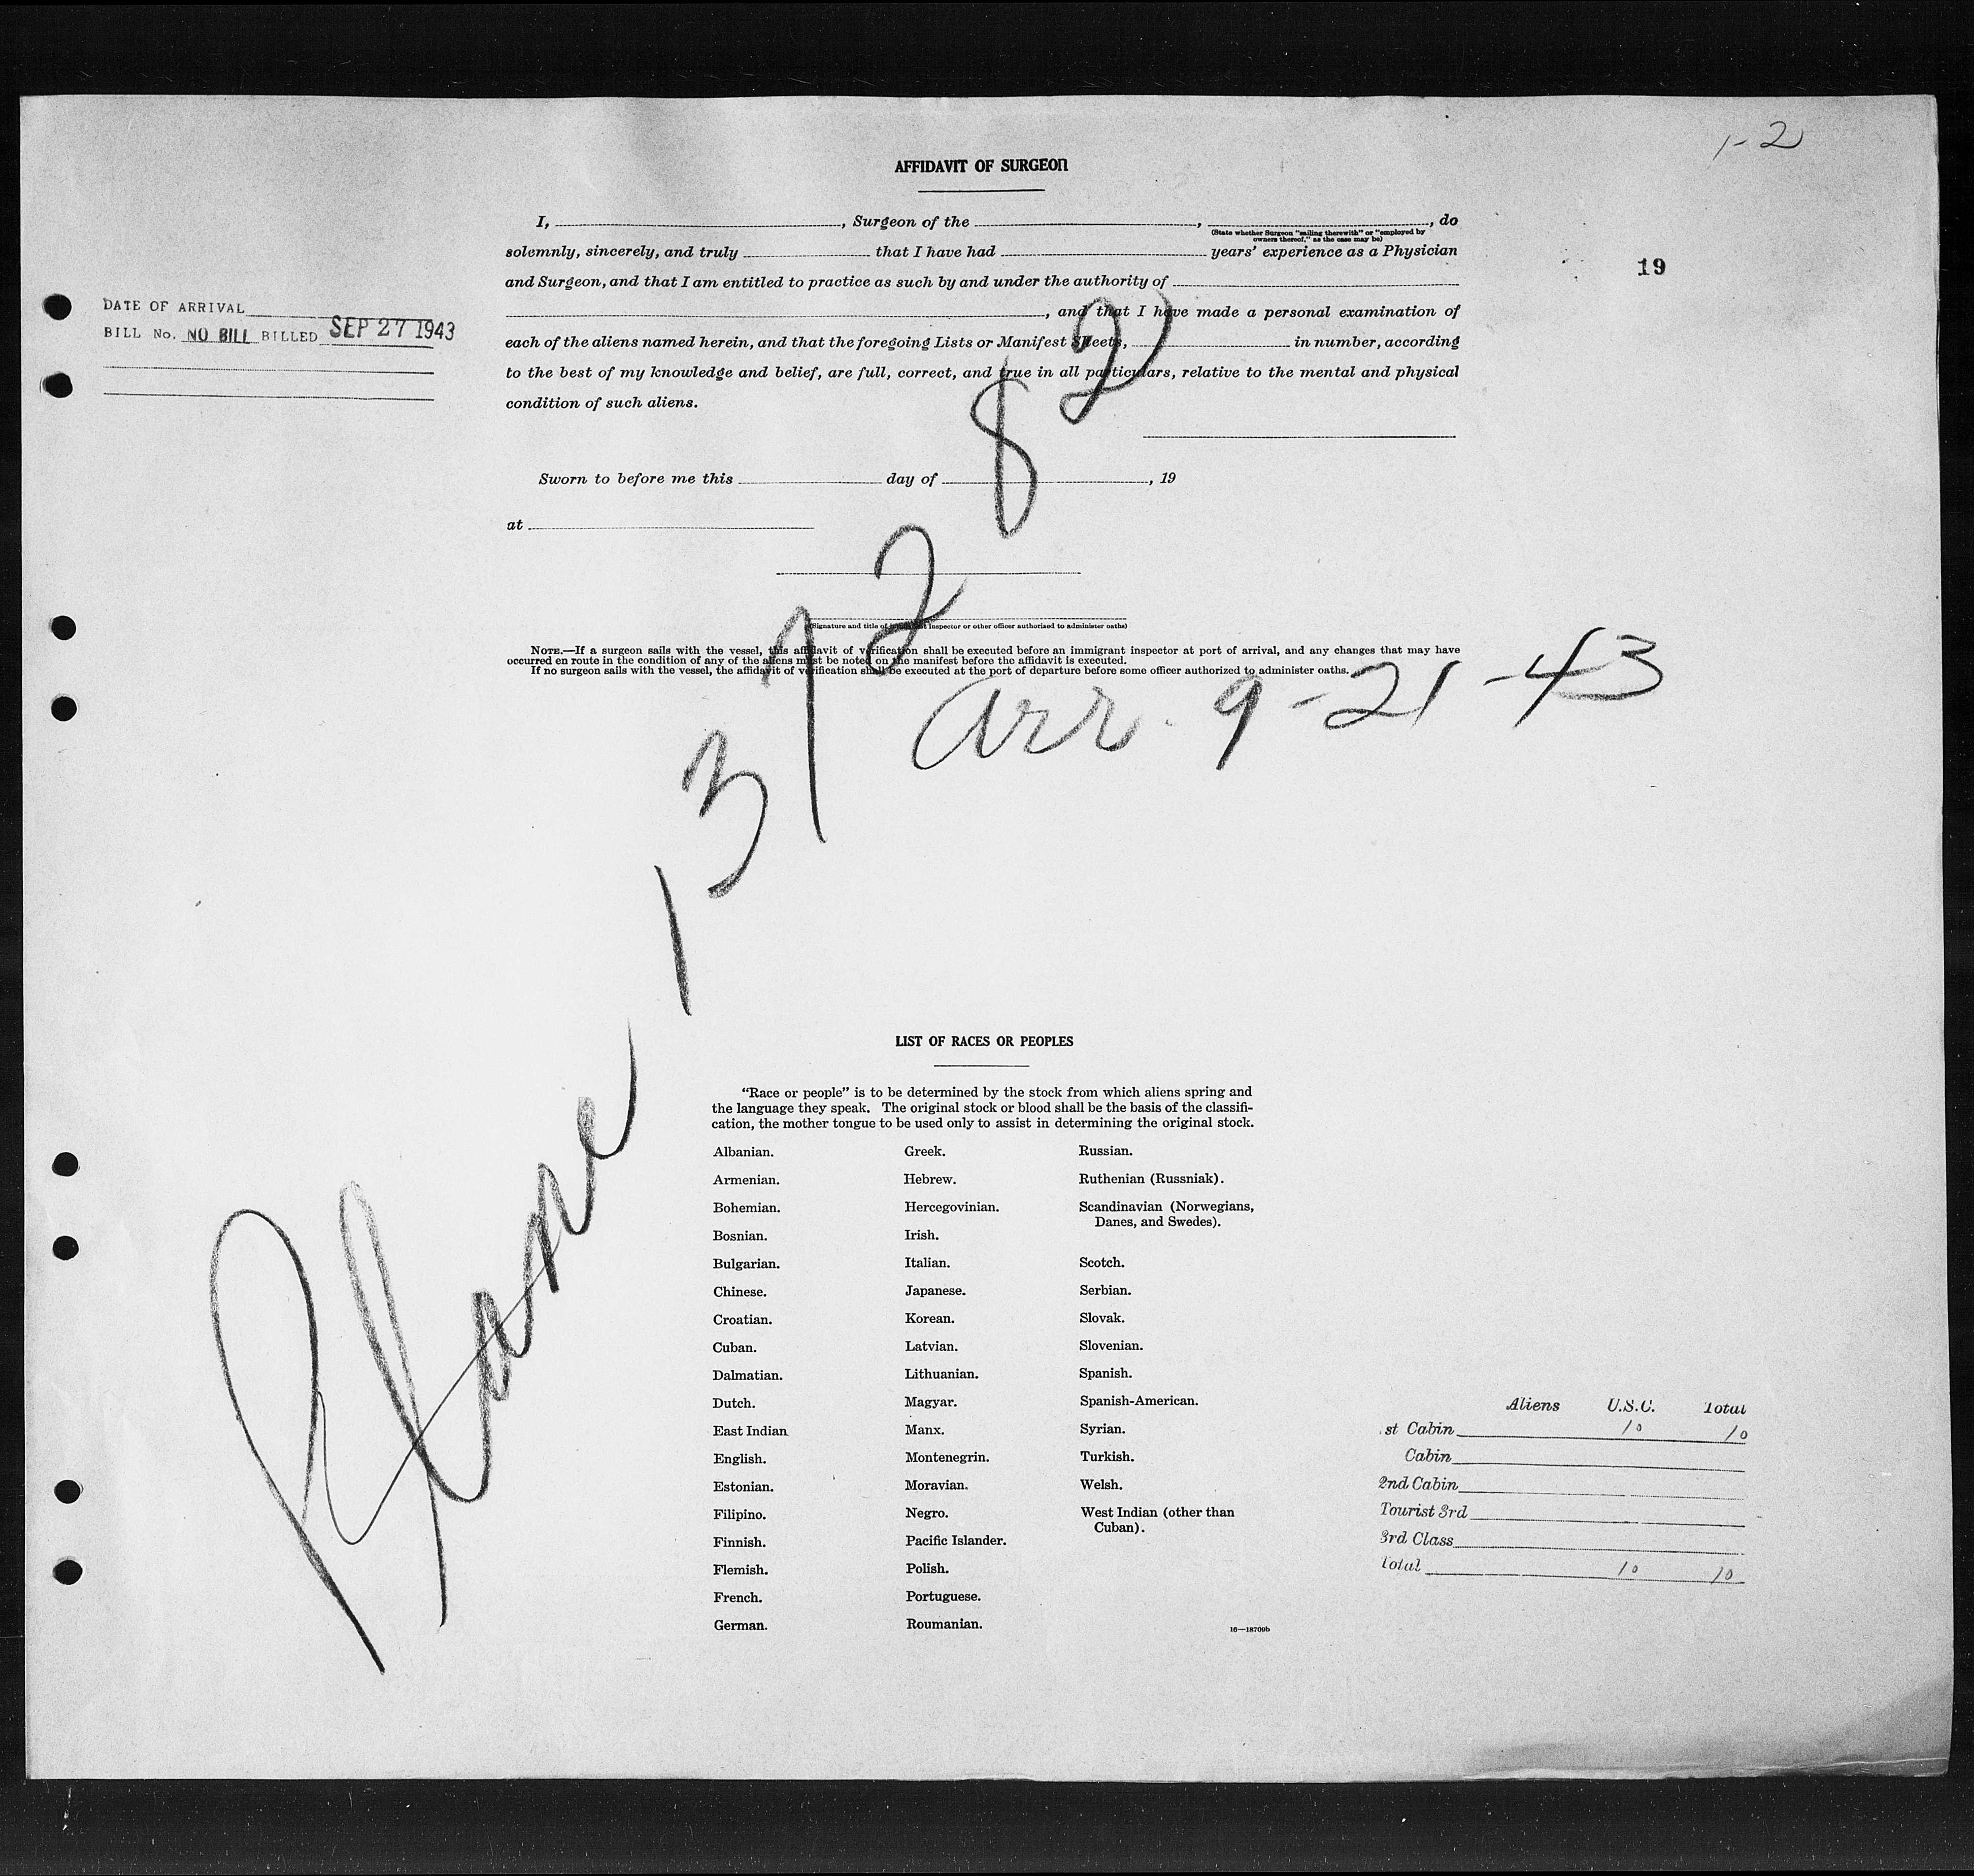 1-2
AFFIDAVIT OF SURGEON
I, , Surgeon of the , , do
(State whether Surgeon "sailing therewith" or "employed by
owners thereof," as the case may be)
solemnly, sincerely, and truly that I have had years' experience as a Physician
19
and Surgeon, and that I am entitled to practice as such by and under the authority of
, and that I have made a personal examination of
each of the aliens named herein, and that the foregoing Lists or Manifest Sheets, in number, according
to the best of my knowledge and belief, are full, correct, and true in all particulars, relative to the mental and physical
condition of such aliens.
DATE OF ARRIVAL
BILL No. NO BILL BILLED SEP 27 1943
Sworn to before me this day of , 19
at
(Signature and title of immigrant inspector or other officer authorized to administer oaths)
NOTE.—If a surgeon sails with the vessel, this affidavit of verification shall be executed before an immigrant inspector at port of arrival, and any changes that may have
occurred en route in the condition of any of the aliens must be noted on the manifest before the affidavit is executed.
If no surgeon sails with the vessel, the affidavit of verification shall be executed at the port of departure before some officer authorized to administer oaths.
Plane 137282
arr. 9-21-43
LIST OF RACES OR PEOPLES
"Race or people" is to be determined by the stock from which aliens spring and
the language they speak. The original stock or blood shall be the basis of the classifi-
cation, the mother tongue to be used only to assist in determining the original stock.
Albanian.
Armenian.
Bohemian.
Bosnian.
Bulgarian.
Chinese.
Croatian.
Cuban.
Dalmatian.
Dutch.
East Indian
English.
Estonian.
Filipino.
Finnish.
Flemish.
French.
German.
Greek.
Hebrew.
Hercegovinian.
Irish.
Italian.
Japanese.
Korean.
Latvian.
Lithuanian.
Magyar.
Manx.
Montenegrin.
Moravian.
Negro.
Pacific Islander.
Polish.
Portuguese.
Roumanian.
Russian.
Ruthenian (Russniak).
Scandinavian (Norwegians,
Danes, and Swedes).
Scotch.
Serbian.
Slovak.
Slovenian.
Spanish.
Spanish-American.
Syrian.
Turkish.
Welsh.
West Indian (other than
Cuban).
16—18709b
Aliens U.S.C. Total
st Cabin 10 10
Cabin
2nd Cabin
Tourist 3rd
3rd Class
Total 10 10